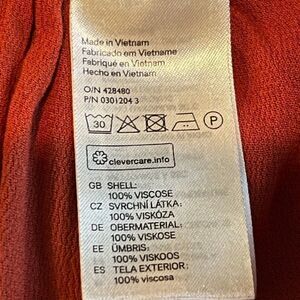 Made in Vietnam
Fabricado em Vietname
Fabriqué en Vietnam
Hecho en Vietnam
O/N 428480
P/N 0301204 3
30 P
clevercare.info
GB SHELL:
100% VISCOSE
CZ SVRCHNÍ LÁTKA:
100% VISKÓZA
DE OBERMATERIAL:
100% VISKOSE
EE ÜMBRIS:
100% VISKOOS
ES TELA EXTERIOR:
100% viscosa